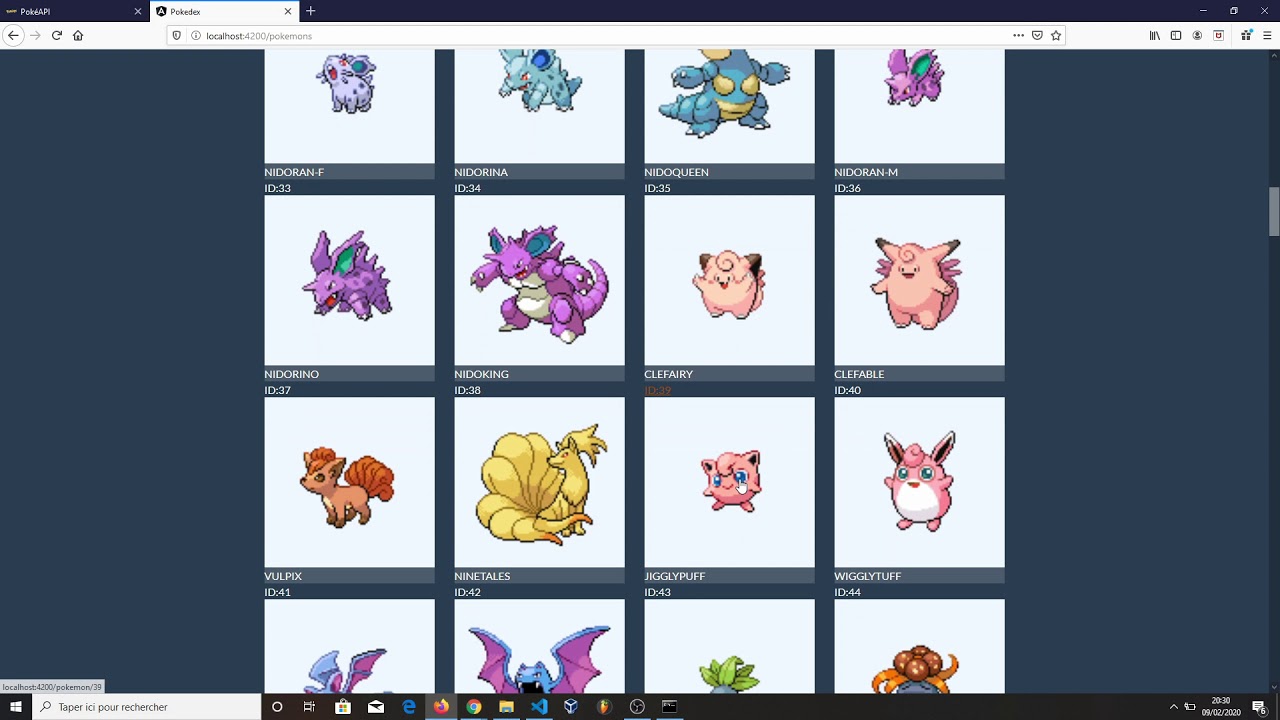 PokéAPI
Pokedex
localhost:4200/pokemons
NIDORAN-F NIDORINA NIDOQUEEN NIDORAN-M
ID:33 ID:34 ID:35 ID:36
NIDORINO NIDOKING CLEFAIRY CLEFABLE
ID:37 ID:38 ID:39 ID:40
VULPIX NINETALES JIGGLYPUFF WIGGLYTUFF
ID:41 ID:42 ID:43 ID:44
localhost:4200/pokemon/39
Taper ici pour rechercher
20:30
09/02/2020
6